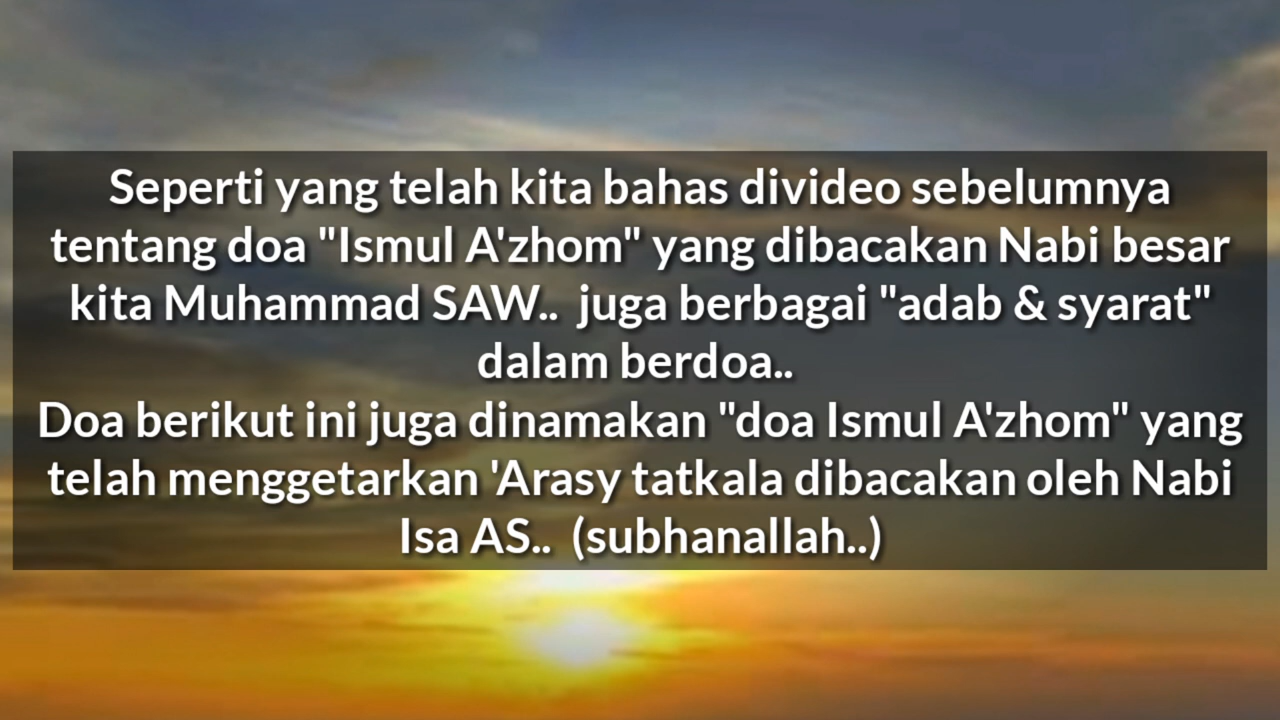 Seperti yang telah kita bahas divideo sebelumnya
tentang doa "Ismul A'zhom" yang dibacakan Nabi besar
kita Muhammad SAW..  juga berbagai "adab & syarat"
dalam berdoa..
Doa berikut ini juga dinamakan "doa Ismul A'zhom" yang
telah menggetarkan 'Arasy tatkala dibacakan oleh Nabi
Isa AS..  (subhanallah..)